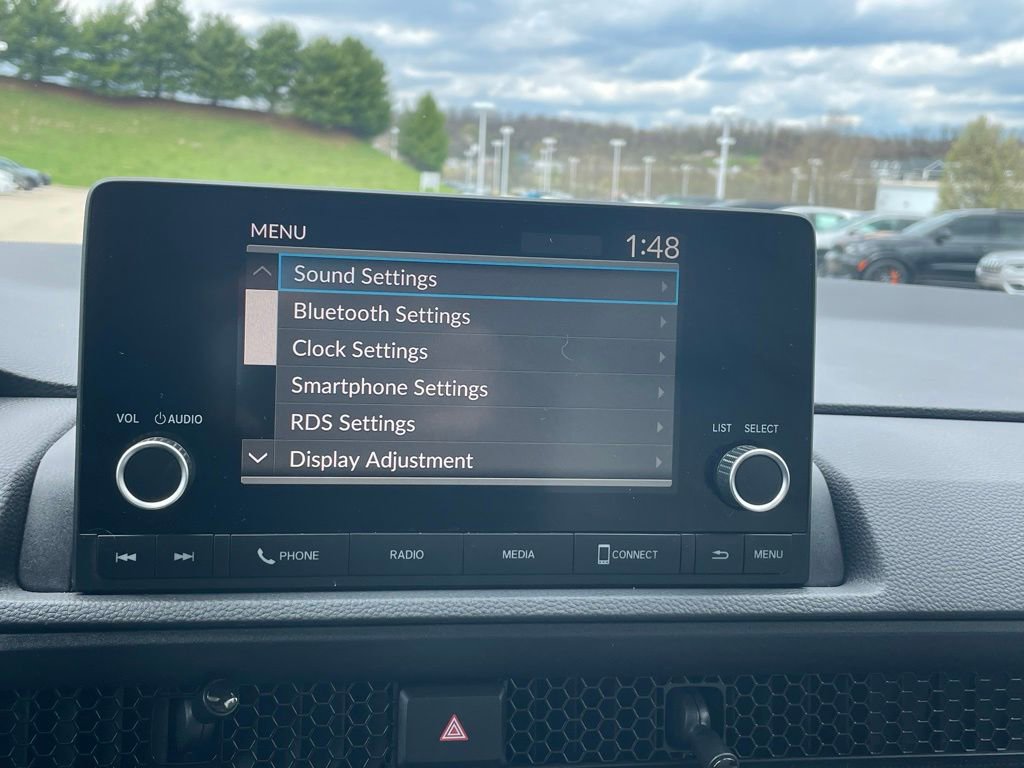 MENU
1:48
Sound Settings
Bluetooth Settings
Clock Settings
Smartphone Settings
RDS Settings
Display Adjustment
VOL AUDIO
LIST SELECT
PHONE
RADIO
MEDIA
CONNECT
MENU